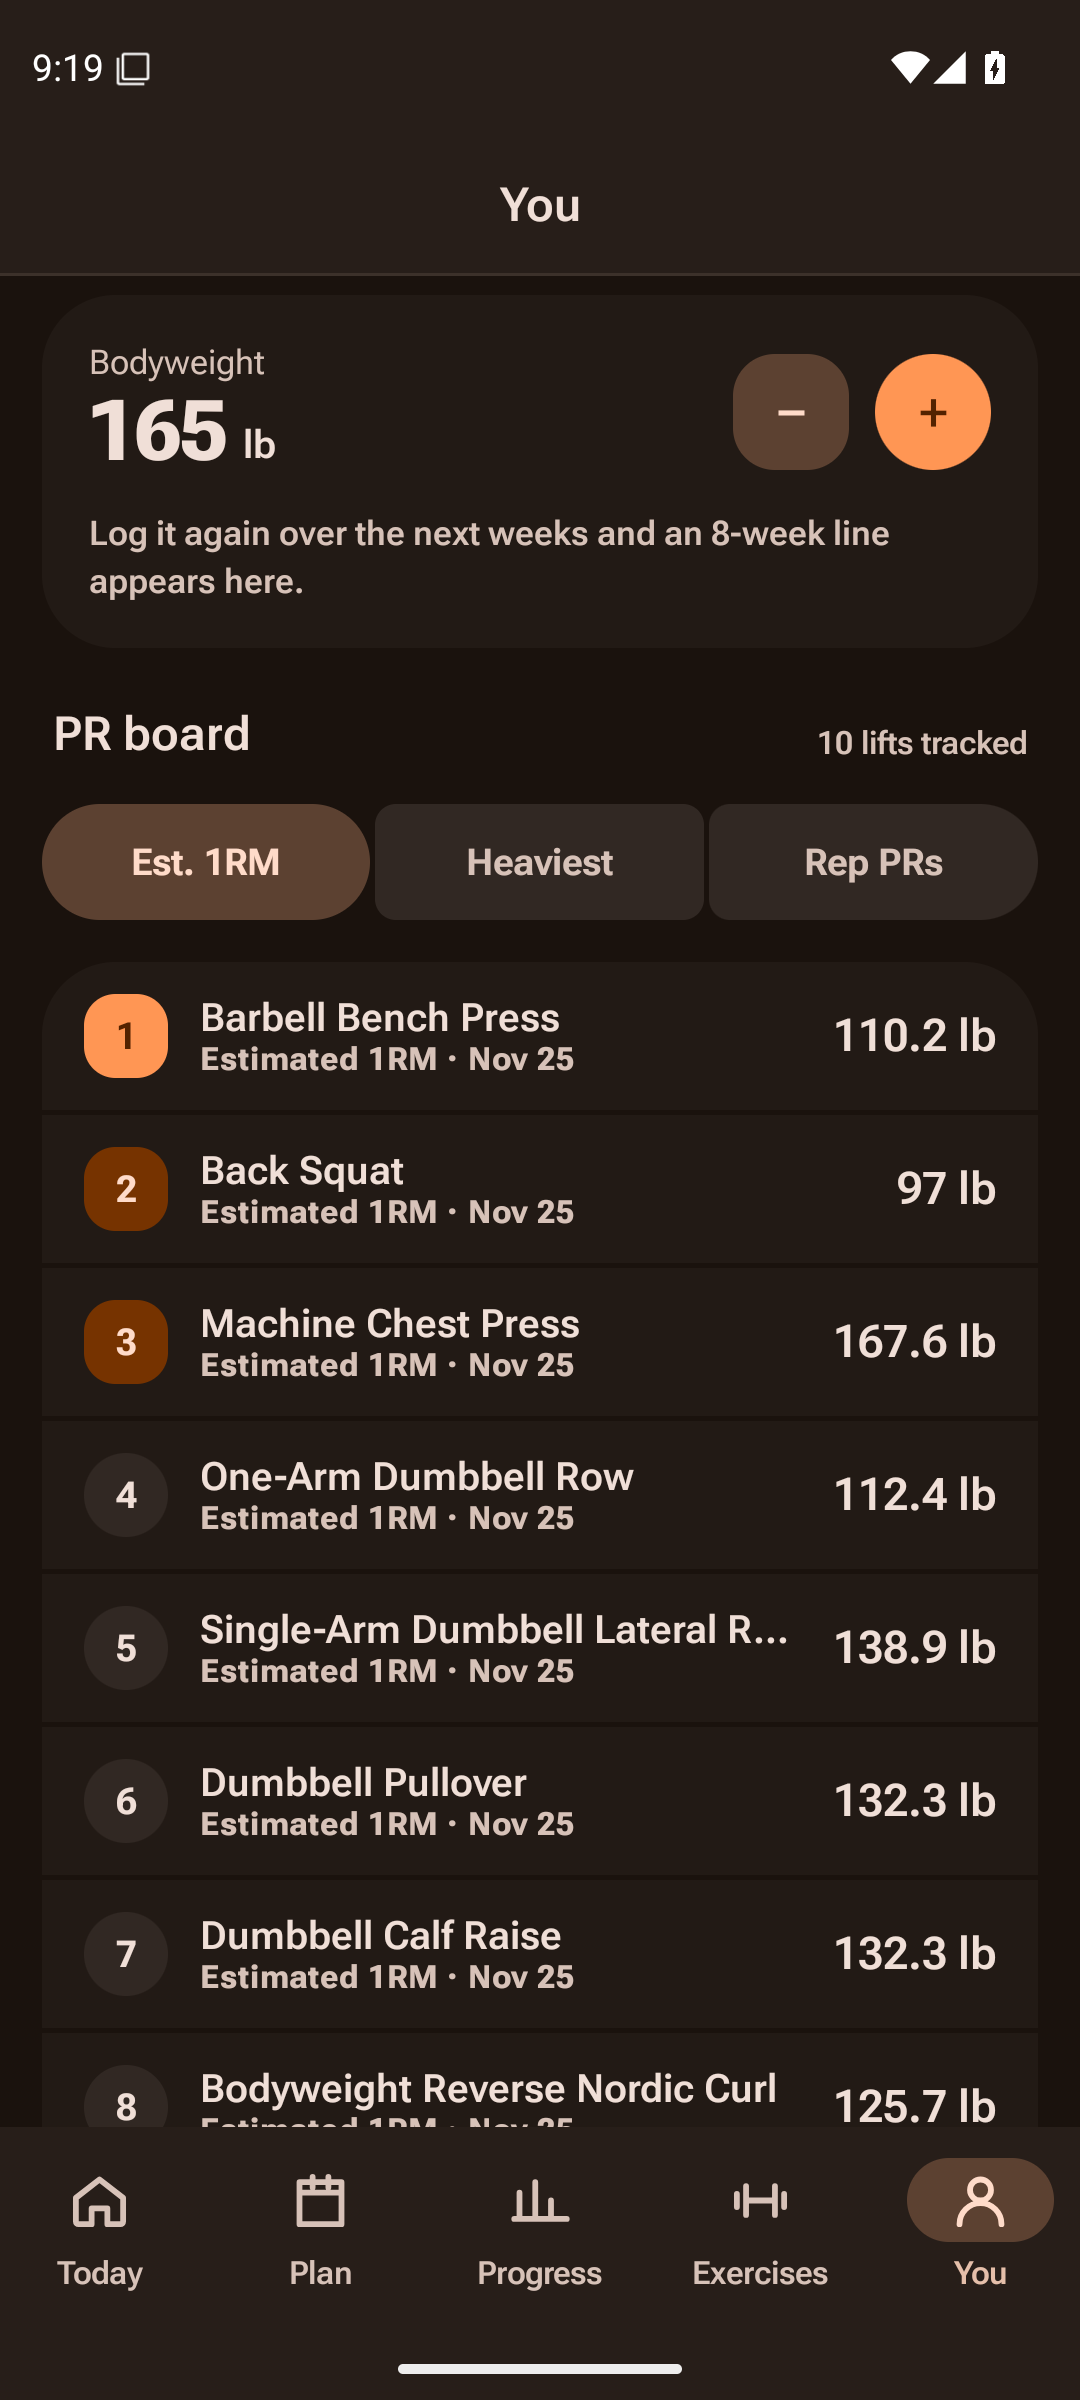 9:19
You
Bodyweight
165 lb
Log it again over the next weeks and an 8-week line
appears here.
PR board
10 lifts tracked
Est. 1RM
Heaviest
Rep PRs
1
Barbell Bench Press
Estimated 1RM · Nov 25
110.2 lb
2
Back Squat
Estimated 1RM · Nov 25
97 lb
3
Machine Chest Press
Estimated 1RM · Nov 25
167.6 lb
4
One-Arm Dumbbell Row
Estimated 1RM · Nov 25
112.4 lb
5
Single-Arm Dumbbell Lateral R...
Estimated 1RM · Nov 25
138.9 lb
6
Dumbbell Pullover
Estimated 1RM · Nov 25
132.3 lb
7
Dumbbell Calf Raise
Estimated 1RM · Nov 25
132.3 lb
8
Bodyweight Reverse Nordic Curl
Estimated 1RM · Nov 25
125.7 lb
Today
Plan
Progress
Exercises
You